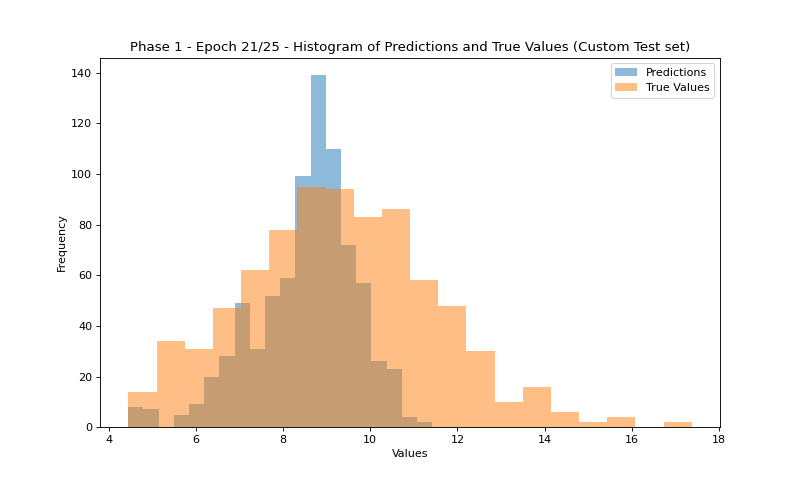 Phase 1 - Epoch 21/25 - Histogram of Predictions and True Values (Custom Test set)
Predictions
True Values
140
120
100
80
60
40
20
0
Frequency
4 6 8 10 12 14 16 18
Values